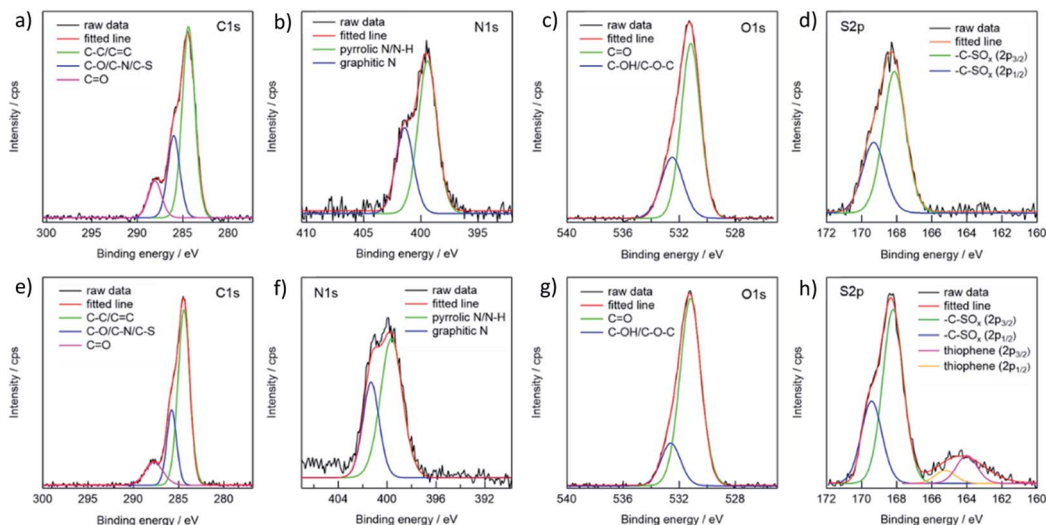 a)
C1s
raw data
fitted line
C-C/C=C
C-O/C-N/C-S
C=O
Intensity / cps
300 295 290 285 280
Binding energy / eV
b)
N1s
raw data
fitted line
pyrrolic N/N-H
graphitic N
Intensity / cps
410 405 400 395
Binding energy / eV
c)
O1s
raw data
fitted line
C=O
C-OH/C-O-C
Intensity / cps
540 535 530 525
Binding energy / eV
d)
S2p
raw data
fitted line
-C-SOx (2p3/2)
-C-SOx (2p1/2)
Intensity / cps
172 170 168 166 164 162 160
Binding energy / eV
e)
C1s
raw data
fitted line
C-C/C=C
C-O/C-N/C-S
C=O
Intensity / cps
300 295 290 285 280
Binding energy / eV
f)
N1s
raw data
fitted line
pyrrolic N/N-H
graphitic N
Intensity / cps
404 400 396 392
Binding energy / eV
g)
O1s
raw data
fitted line
C=O
C-OH/C-O-C
Intensity / cps
540 535 530 525
Binding energy / eV
h)
S2p
raw data
fitted line
-C-SOx (2p3/2)
-C-SOx (2p1/2)
thiophene (2p3/2)
thiophene (2p1/2)
Intensity / cps
172 170 168 166 164 162 160
Binding energy / eV